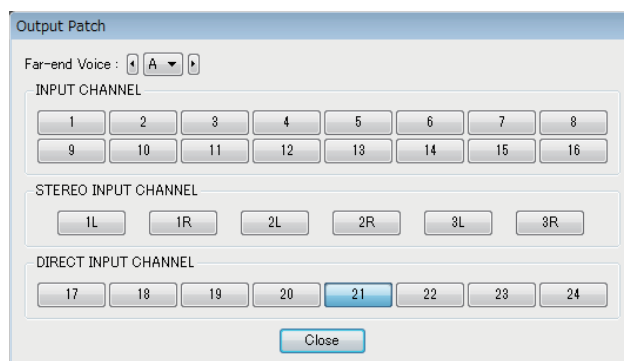 Output Patch
Far-end Voice : A
INPUT CHANNEL
1 2 3 4 5 6 7 8
9 10 11 12 13 14 15 16
STEREO INPUT CHANNEL
1L 1R 2L 2R 3L 3R
DIRECT INPUT CHANNEL
17 18 19 20 21 22 23 24
Close